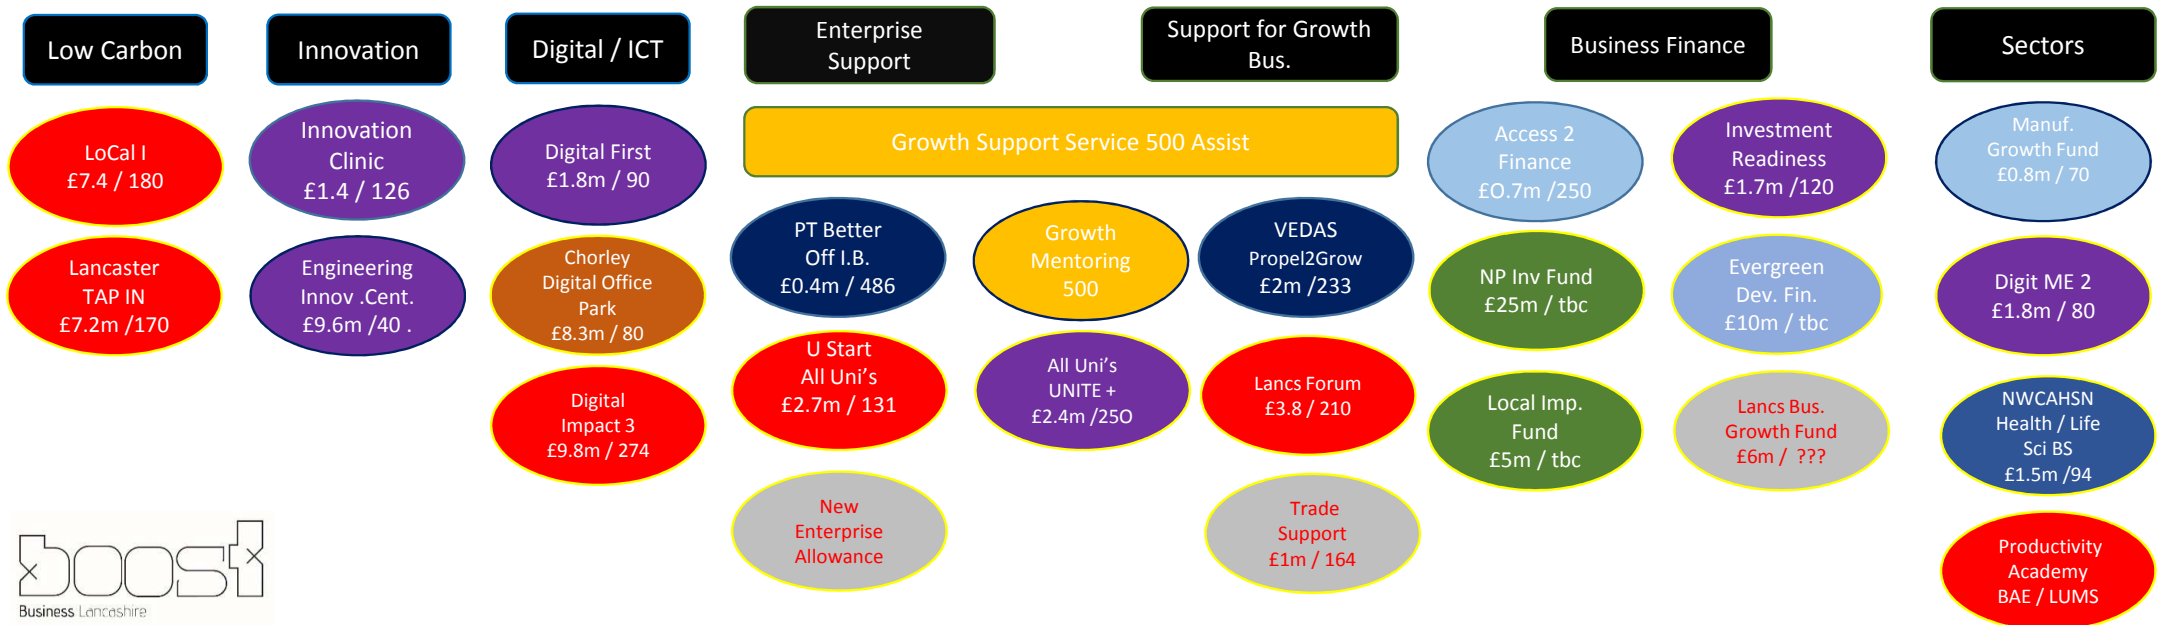 Low Carbon
Innovation
Digital / ICT
Enterprise
Support
Support for Growth
Bus.
Business Finance
Sectors
LoCal I
£7.4 / 180
Lancaster
TAP IN
£7.2m /170
Innovation
Clinic
£1.4 / 126
Engineering
Innov .Cent.
£9.6m /40 .
Digital First
£1.8m / 90
Chorley
Digital Office
Park
£8.3m / 80
Digital
Impact 3
£9.8m / 274
Growth Support Service 500 Assist
PT Better
Off I.B.
£0.4m / 486
U Start
All Uni’s
£2.7m / 131
New
Enterprise
Allowance
Growth
Mentoring
500
All Uni’s
UNITE +
£2.4m /25O
VEDAS
Propel2Grow
£2m /233
Lancs Forum
£3.8 / 210
Trade
Support
£1m / 164
Access 2
Finance
£O.7m /250
NP Inv Fund
£25m / tbc
Local Imp.
Fund
£5m / tbc
Investment
Readiness
£1.7m /120
Evergreen
Dev. Fin.
£10m / tbc
Lancs Bus.
Growth Fund
£6m / ???
Manuf.
Growth Fund
£0.8m / 70
Digit ME 2
£1.8m / 80
NWCAHSN
Health / Life
Sci BS
£1.5m /94
Productivity
Academy
BAE / LUMS
boost
Business Lancashire